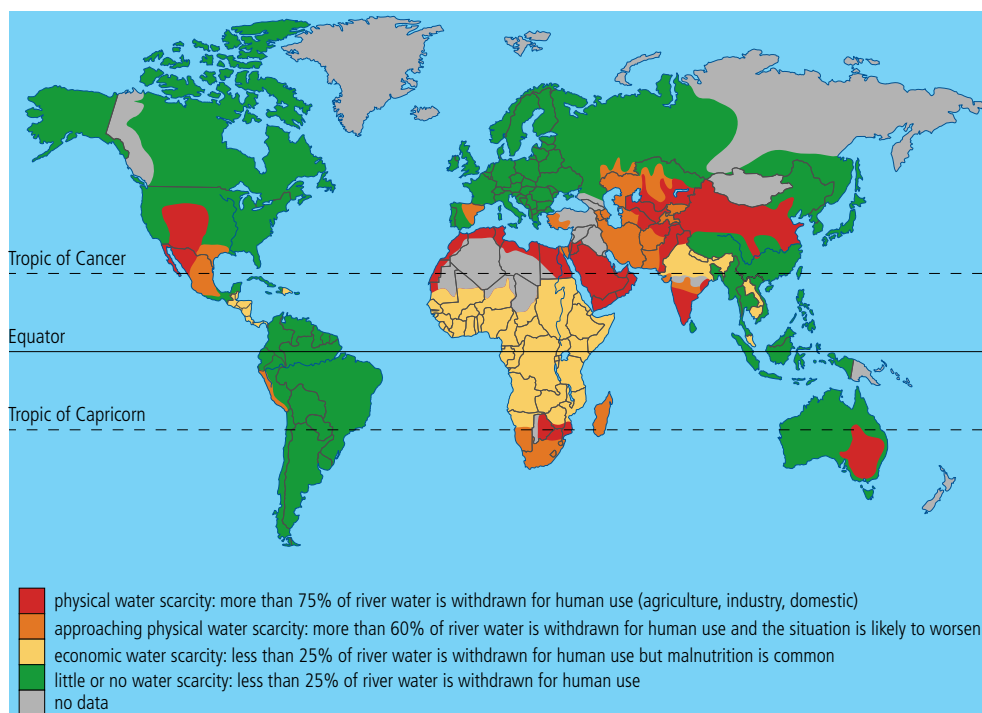 Tropic of Cancer
Equator
Tropic of Capricorn
physical water scarcity: more than 75% of river water is withdrawn for human use (agriculture, industry, domestic)
approaching physical water scarcity: more than 60% of river water is withdrawn for human use and the situation is likely to worsen
economic water scarcity: less than 25% of river water is withdrawn for human use but malnutrition is common
little or no water scarcity: less than 25% of river water is withdrawn for human use
no data